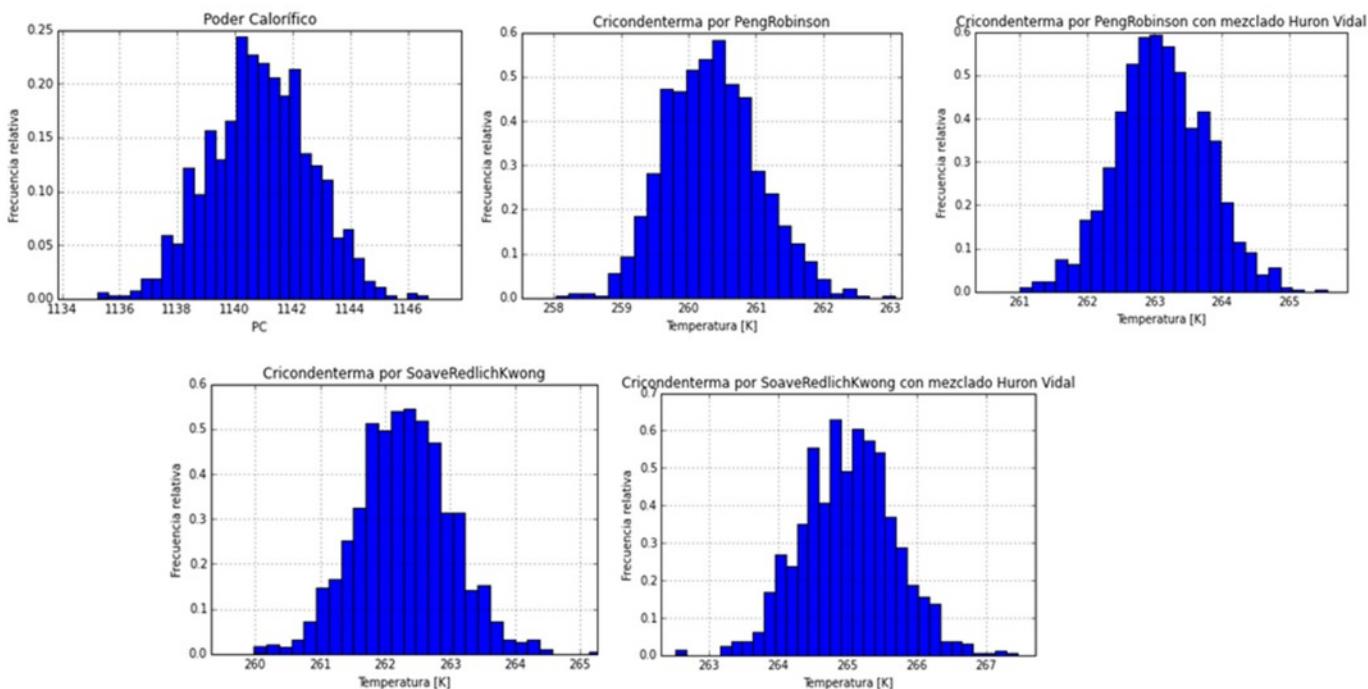 Poder Calorífico
0.25
0.20
0.15
0.10
0.05
0.00
Frecuencia relativa
1134 1136 1138 1140 1142 1144 1146
PC
Cricondenterma por PengRobinson
0.6
0.5
0.4
0.3
0.2
0.1
0.0
Frecuencia relativa
258 259 260 261 262 263
Temperatura [K]
Cricondenterma por PengRobinson con mezclado Huron Vidal
0.6
0.5
0.4
0.3
0.2
0.1
0.0
Frecuencia relativa
261 262 263 264 265
Temperatura [K]
Cricondenterma por SoaveRedlichKwong
0.6
0.5
0.4
0.3
0.2
0.1
0.0
Frecuencia relativa
260 261 262 263 264 265
Temperatura [K]
Cricondenterma por SoaveRedlichKwong con mezclado Huron Vidal
0.7
0.6
0.5
0.4
0.3
0.2
0.1
0.0
Frecuencia relativa
263 264 265 266 267
Temperatura [K]